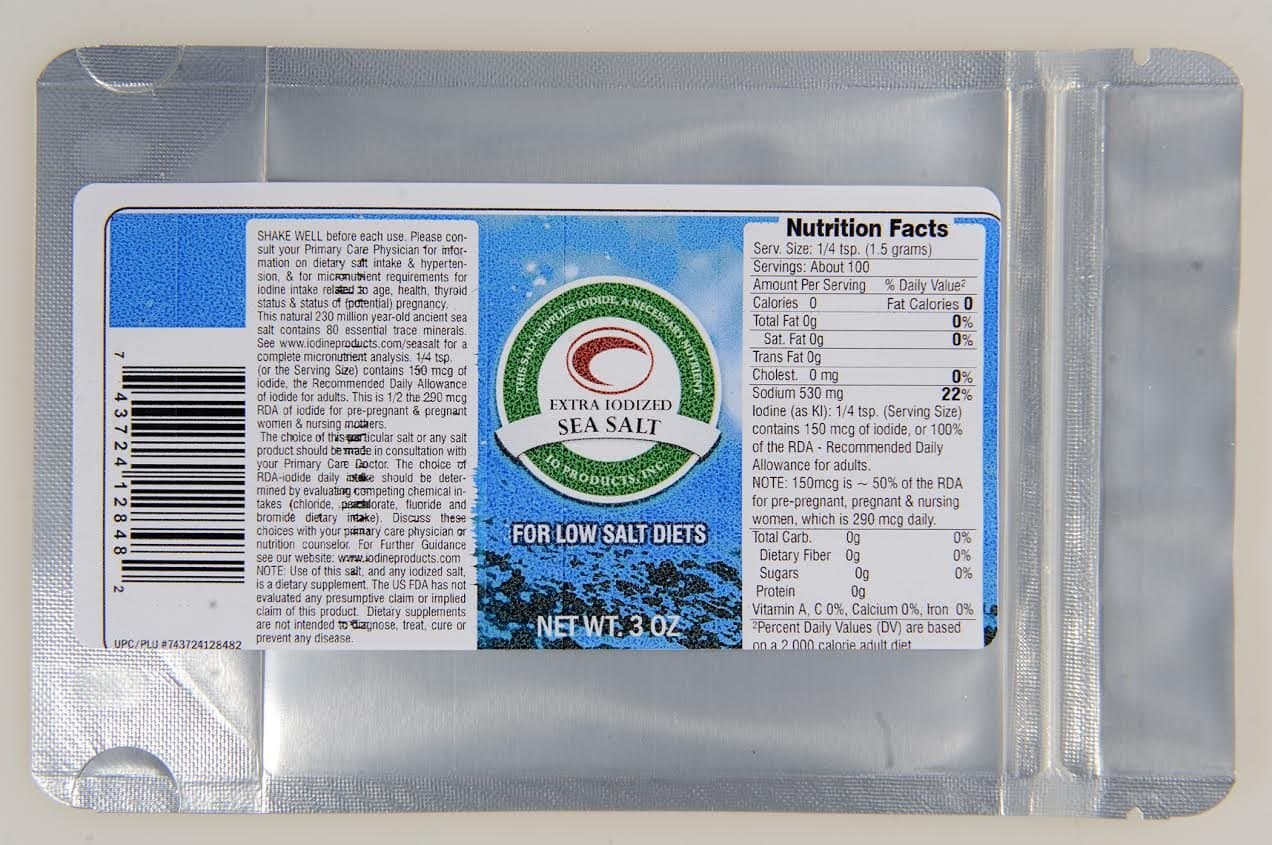 SHAKE WELL before each use. Please con-
sult your Primary Care Physician for infor-
mation on dietary salt intake & hyperten-
sion, & for micronutrient requirements for
iodine intake related to age, health, thyroid
status & status of (potential) pregnancy.
This natural 230 million year-old ancient sea
salt contains 80 essential trace minerals.
See www.iodineproducts.com/seasalt for a
complete micronutrient analysis. 1/4 tsp.
(or the Serving Size) contains 150 mcg of
iodide, the Recommended Daily Allowance
of iodide for adults. This is 1/2 the 290 mcg
RDA of iodide for pre-pregnant & pregnant
women & nursing mothers.
The choice of this particular salt or any salt
product should be made in consultation with
your Primary Care Doctor. The choice of
RDA-iodide daily intake should be deter-
mined by evaluating competing chemical in-
takes (chloride, perchlorate, fluoride and
bromide dietary intake). Discuss these
choices with your primary care physician or
nutrition counselor. For Further Guidance
see our website: www.iodineproducts.com
NOTE: Use of this salt, and any iodized salt,
is a dietary supplement. The US FDA has not
evaluated any presumptive claim or implied
claim of this product. Dietary supplements
are not intended to diagnose, treat, cure or
prevent any disease.
7 43724 12848 2
UPC/PLU #743724128482
THIS SALT SUPPLIES IODIDE, A NECESSARY NUTRIENT
EXTRA IODIZED
SEA SALT
IO PRODUCTS, INC.
FOR LOW SALT DIETS
NET WT. 3 OZ
Nutrition Facts
Serv. Size: 1/4 tsp. (1.5 grams)
Servings: About 100
Amount Per Serving % Daily Value²
Calories 0 Fat Calories 0
Total Fat 0g 0%
Sat. Fat 0g 0%
Trans Fat 0g
Cholest. 0 mg 0%
Sodium 530 mg 22%
Iodine (as KI): 1/4 tsp. (Serving Size)
contains 150 mcg of iodide, or 100%
of the RDA - Recommended Daily
Allowance for adults.
NOTE: 150mcg is ~ 50% of the RDA
for pre-pregnant, pregnant & nursing
women, which is 290 mcg daily.
Total Carb. 0g 0%
Dietary Fiber 0g 0%
Sugars 0g 0%
Protein 0g
Vitamin A, C 0%, Calcium 0%, Iron 0%
²Percent Daily Values (DV) are based
on a 2,000 calorie adult diet